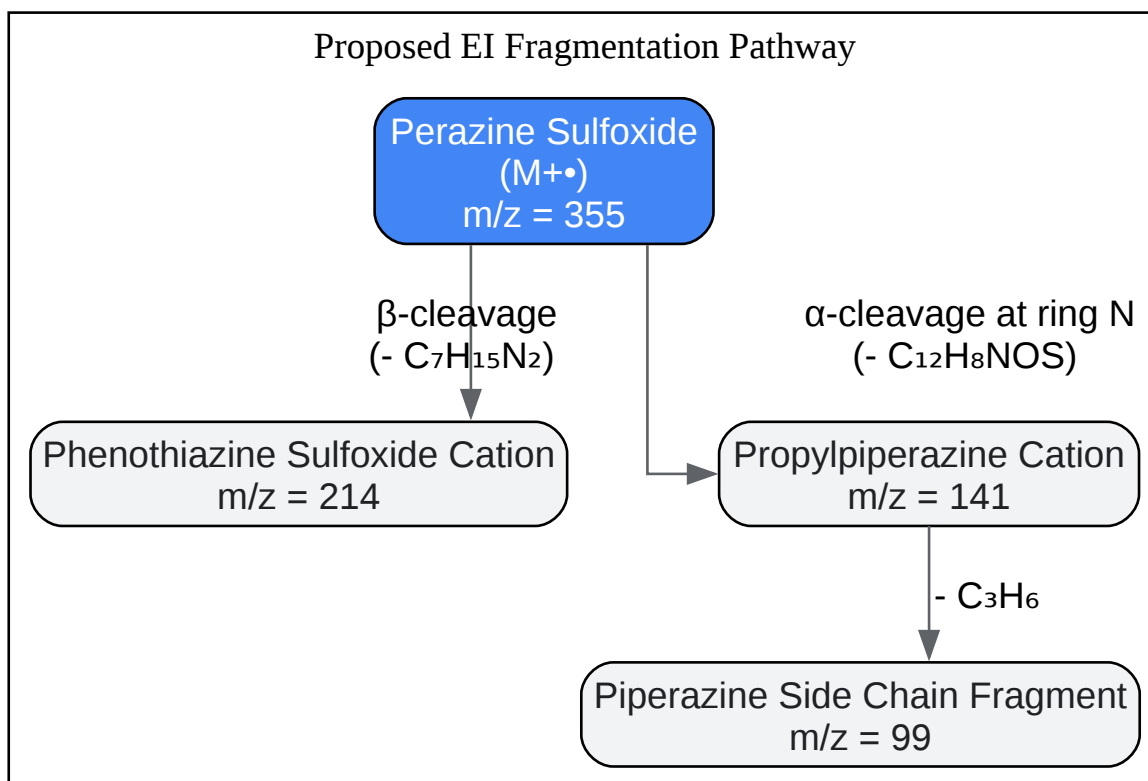 Proposed EI Fragmentation Pathway
Perazine Sulfoxide
(M+•)
m/z = 355
β-cleavage
(- C₇H₁₅N₂)
α-cleavage at ring N
(- C₁₂H₈NOS)
Phenothiazine Sulfoxide Cation
m/z = 214
Propylpiperazine Cation
m/z = 141
- C₃H₆
Piperazine Side Chain Fragment
m/z = 99